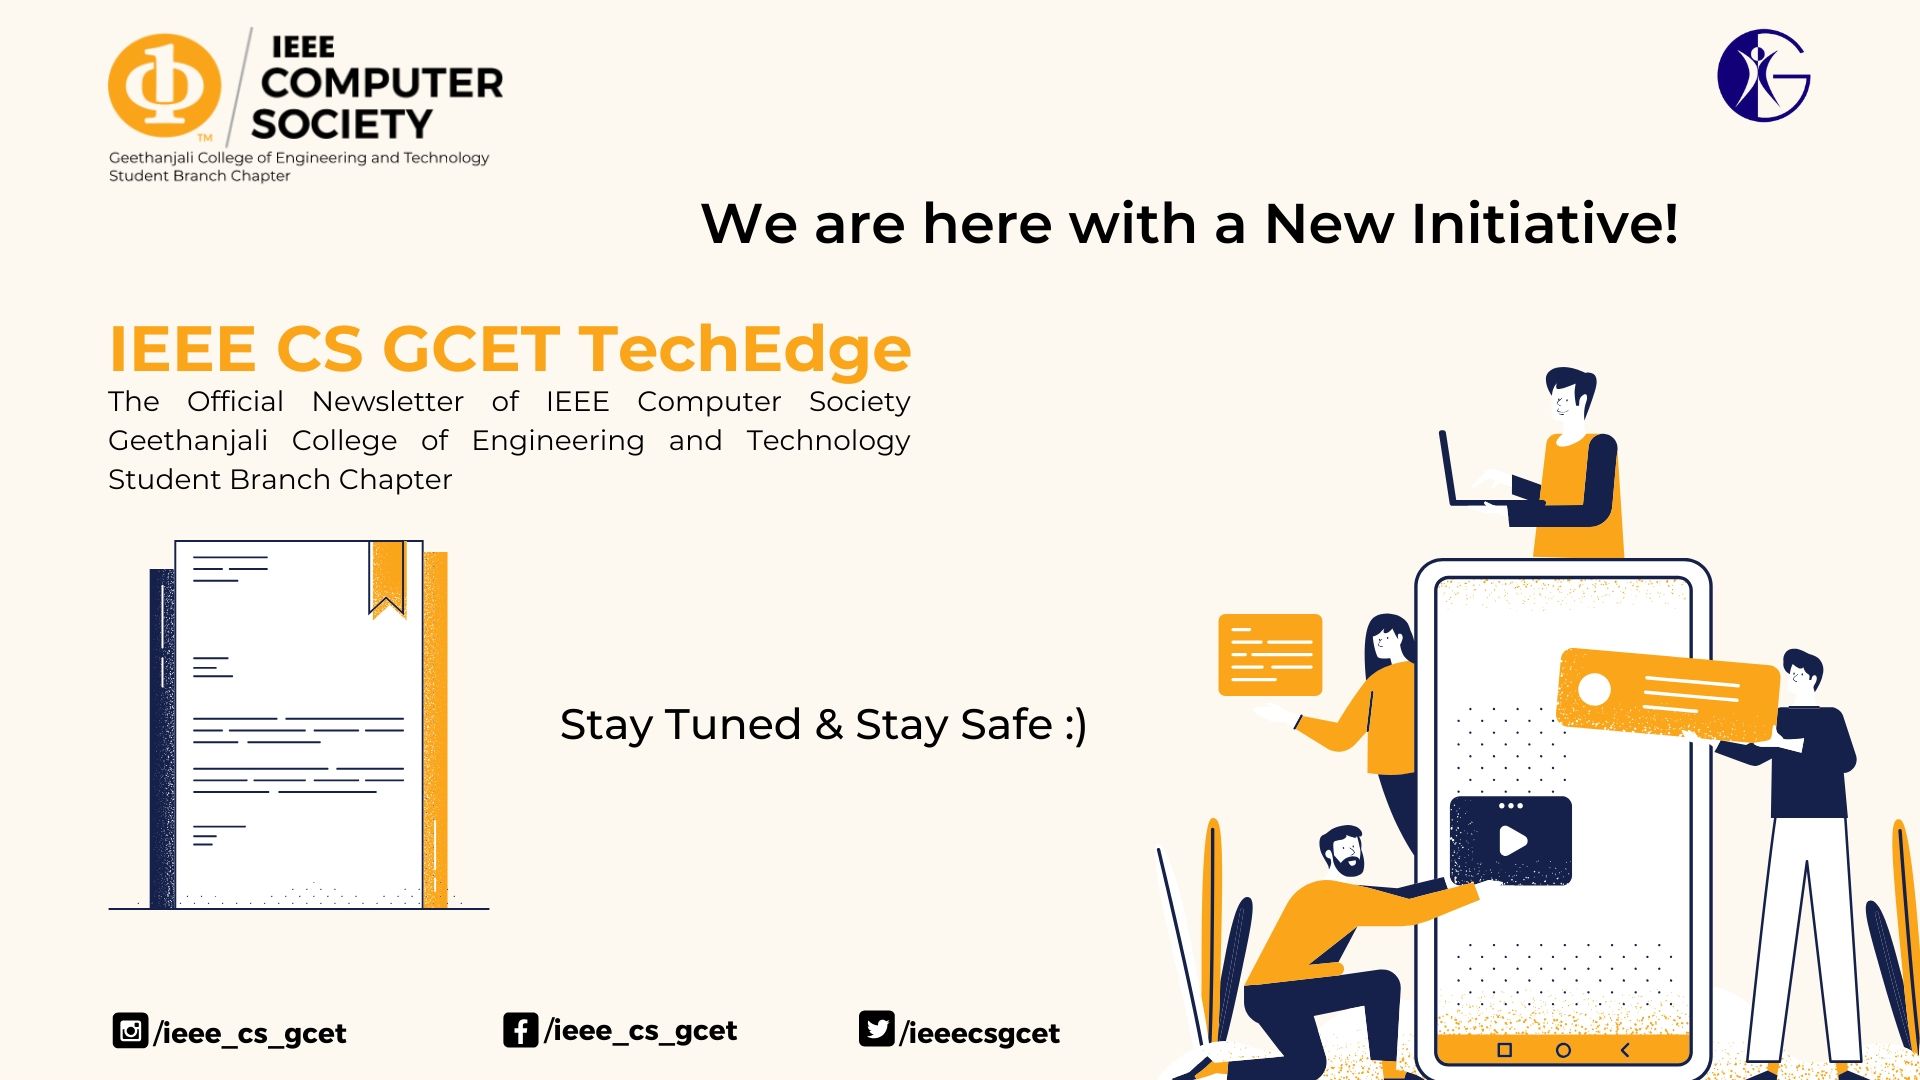 IEEE
COMPUTER
SOCIETY
TM
Geethanjali College of Engineering and Technology
Student Branch Chapter
We are here with a New Initiative!
IEEE CS GCET TechEdge
The Official Newsletter of IEEE Computer Society
Geethanjali College of Engineering and Technology
Student Branch Chapter
Stay Tuned & Stay Safe :)
/ieee_cs_gcet
/ieee_cs_gcet
/ieeecsgcet